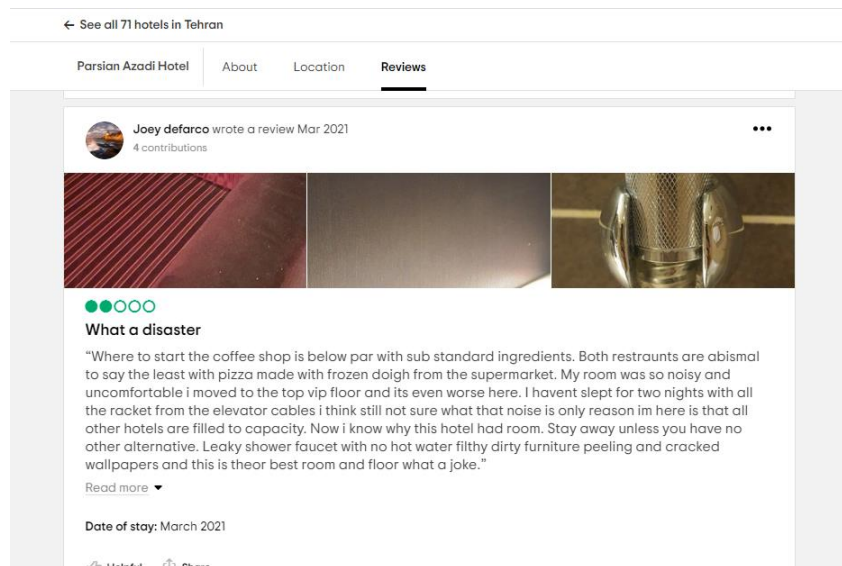 ← See all 71 hotels in Tehran
Parsian Azadi Hotel About Location Reviews
Joey defarco wrote a review Mar 2021
4 contributions
What a disaster
“Where to start the coffee shop is below par with sub standard ingredients. Both restraunts are abismal
to say the least with pizza made with frozen doigh from the supermarket. My room was so noisy and
uncomfortable i moved to the top vip floor and its even worse here. I havent slept for two nights with all
the racket from the elevator cables i think still not sure what that noise is only reason im here is that all
other hotels are filled to capacity. Now i know why this hotel had room. Stay away unless you have no
other alternative. Leaky shower faucet with no hot water filthy dirty furniture peeling and cracked
wallpapers and this is theor best room and floor what a joke.”
Read more
Date of stay: March 2021
Helpful Share